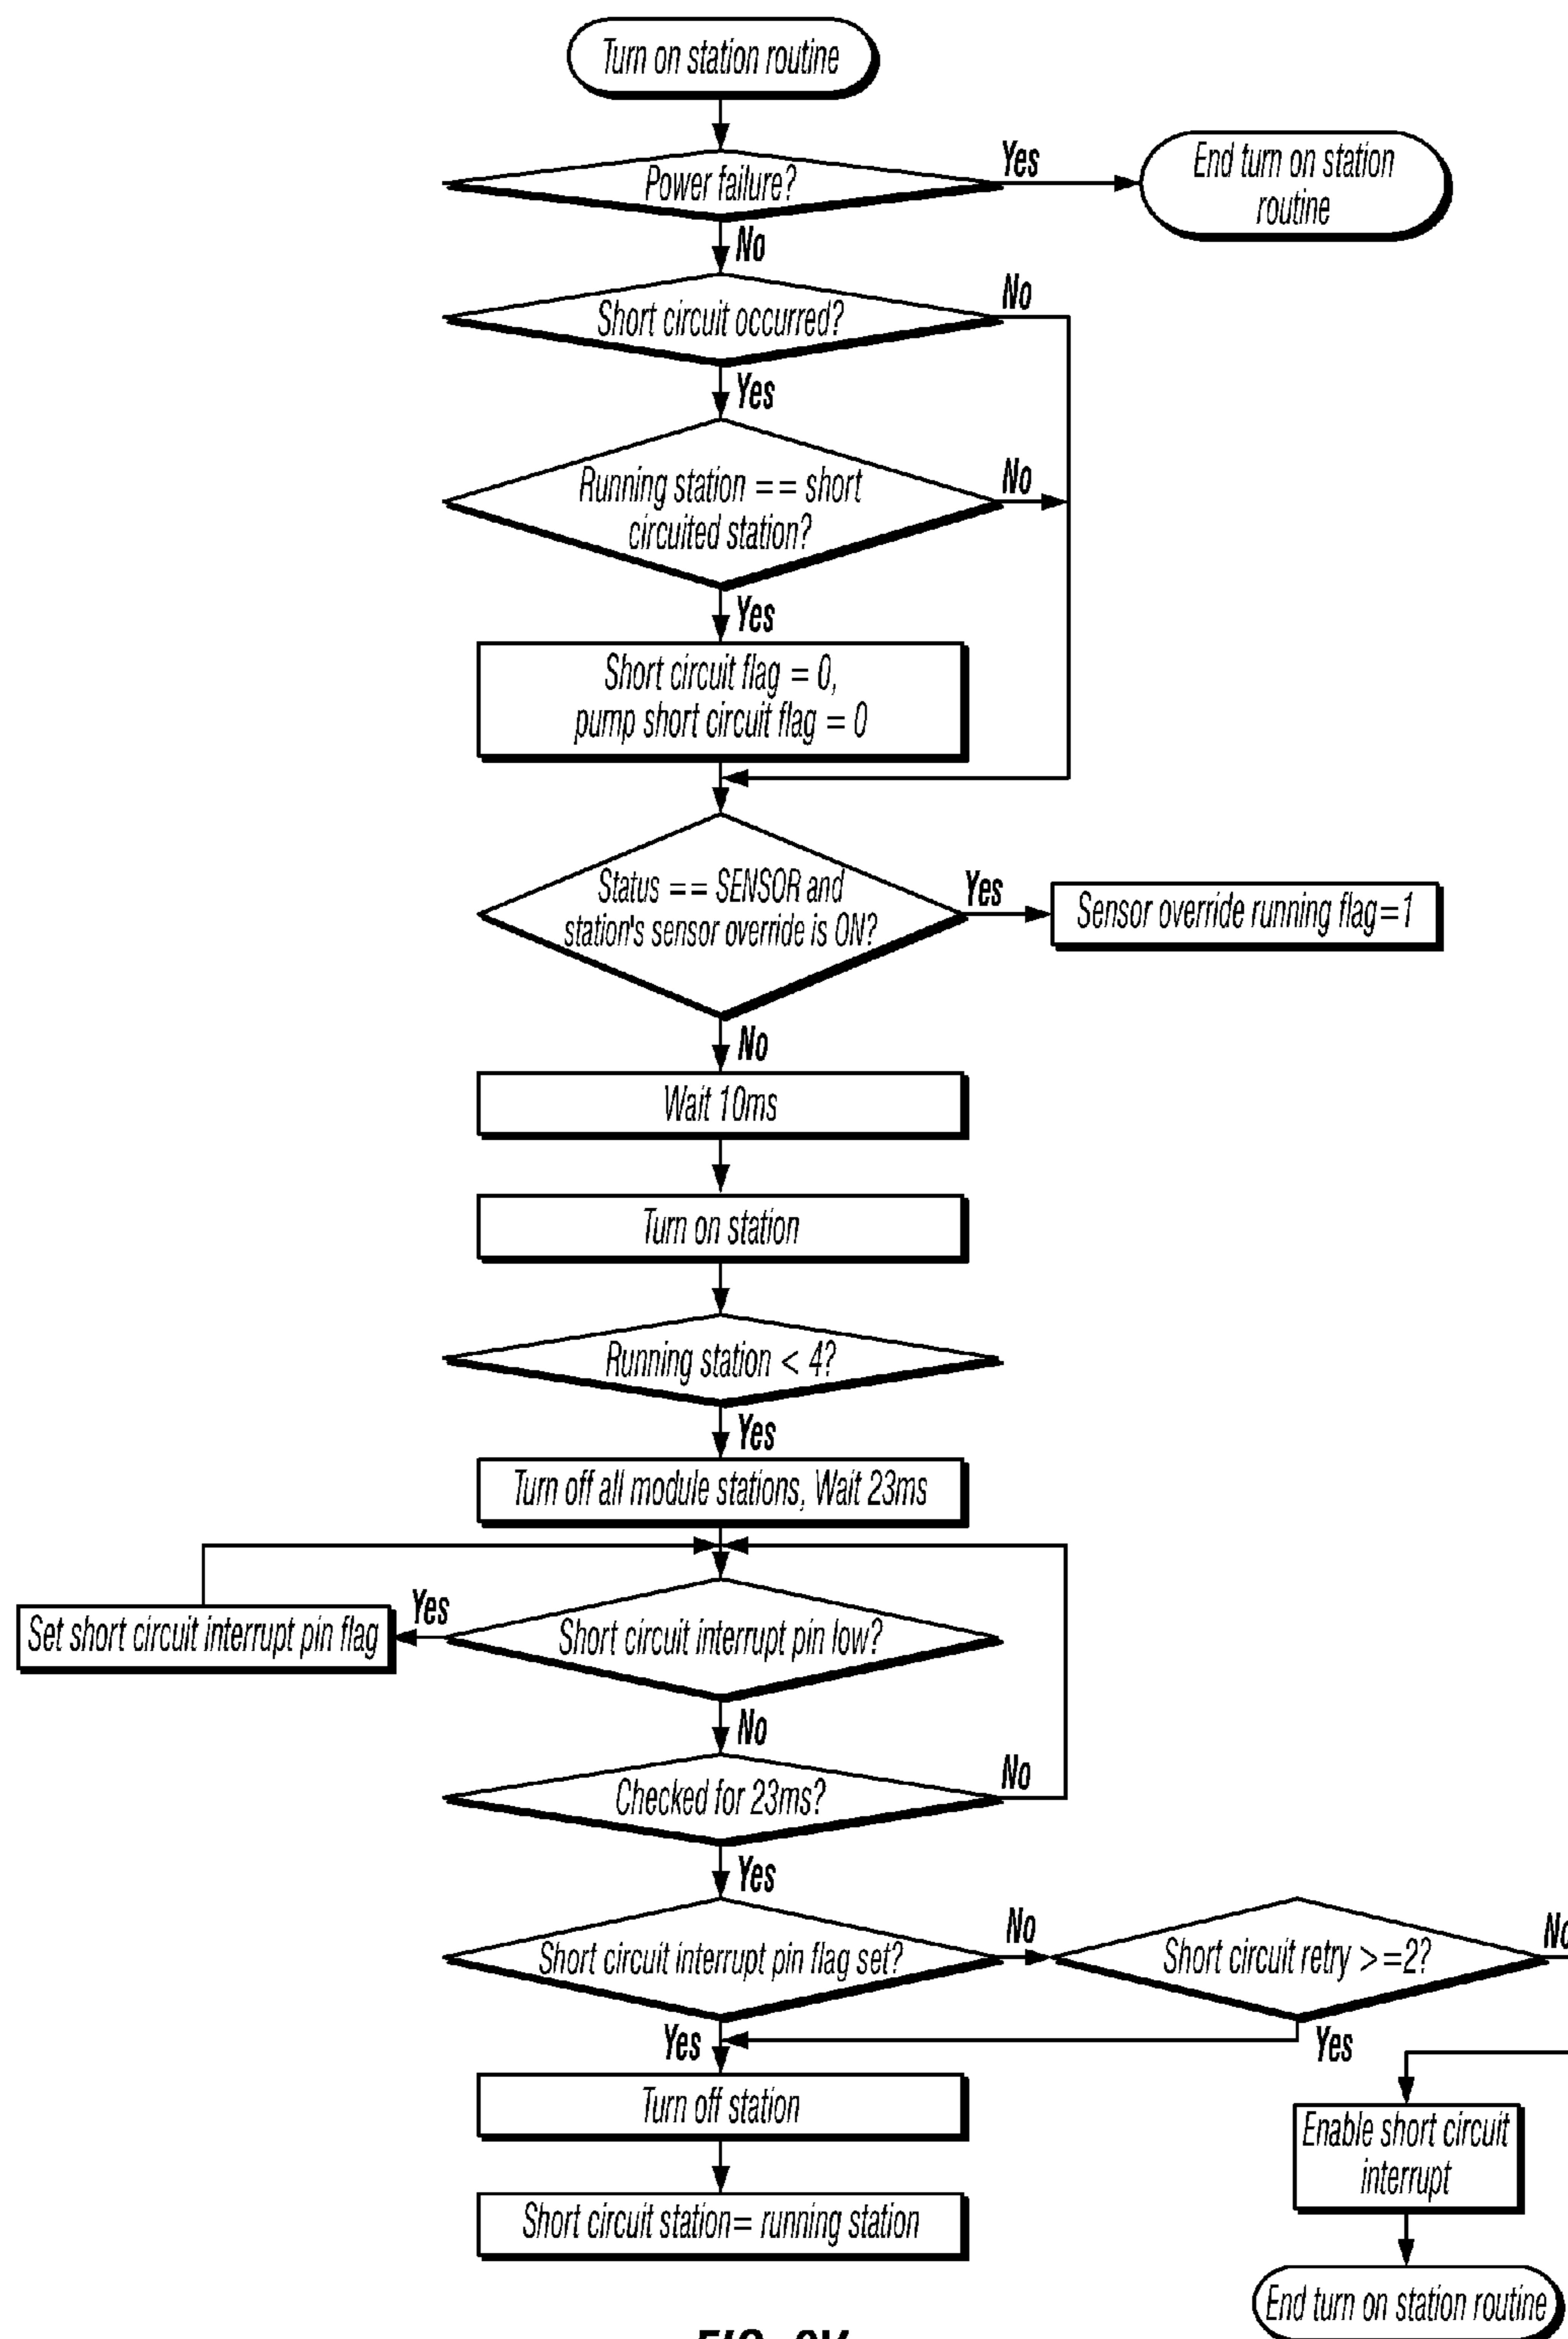 Turn on station routine
Power failure?
Yes
End turn on station
routine
No
Short circuit occurred?
No
Yes
Running station == short
circuited station?
No
Yes
Short circuit flag = 0,
pump short circuit flag = 0
Status == SENSOR and
station's sensor override is ON?
Yes
Sensor override running flag=1
No
Wait 10ms
Turn on station
Running station < 4?
Yes
Turn off all module stations, Wait 23ms
Set short circuit interrupt pin flag
Yes
Short circuit interrupt pin low?
No
Checked for 23ms?
No
Yes
Short circuit interrupt pin flag set?
No
Short circuit retry >=2?
No
Yes
Yes
Turn off station
Enable short circuit
interrupt
Short circuit station= running station
End turn on station routine